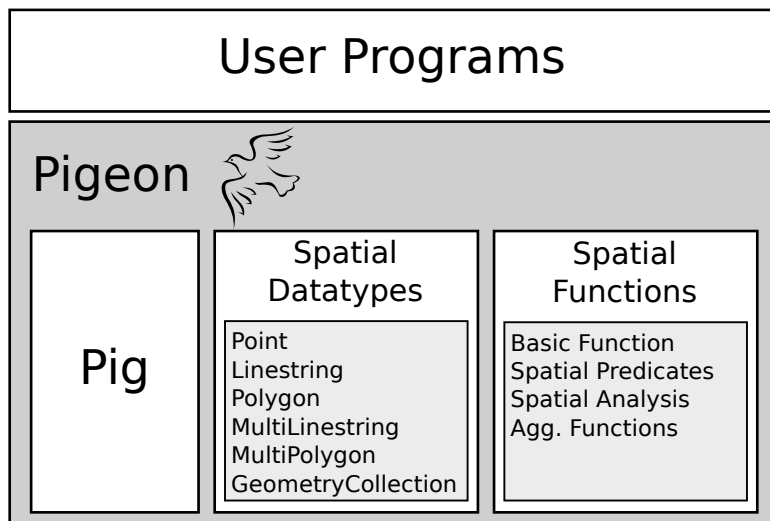 User Programs
Pigeon
Pig
Spatial
Datatypes
Point
Linestring
Polygon
MultiLinestring
MultiPolygon
GeometryCollection
Spatial
Functions
Basic Function
Spatial Predicates
Spatial Analysis
Agg. Functions